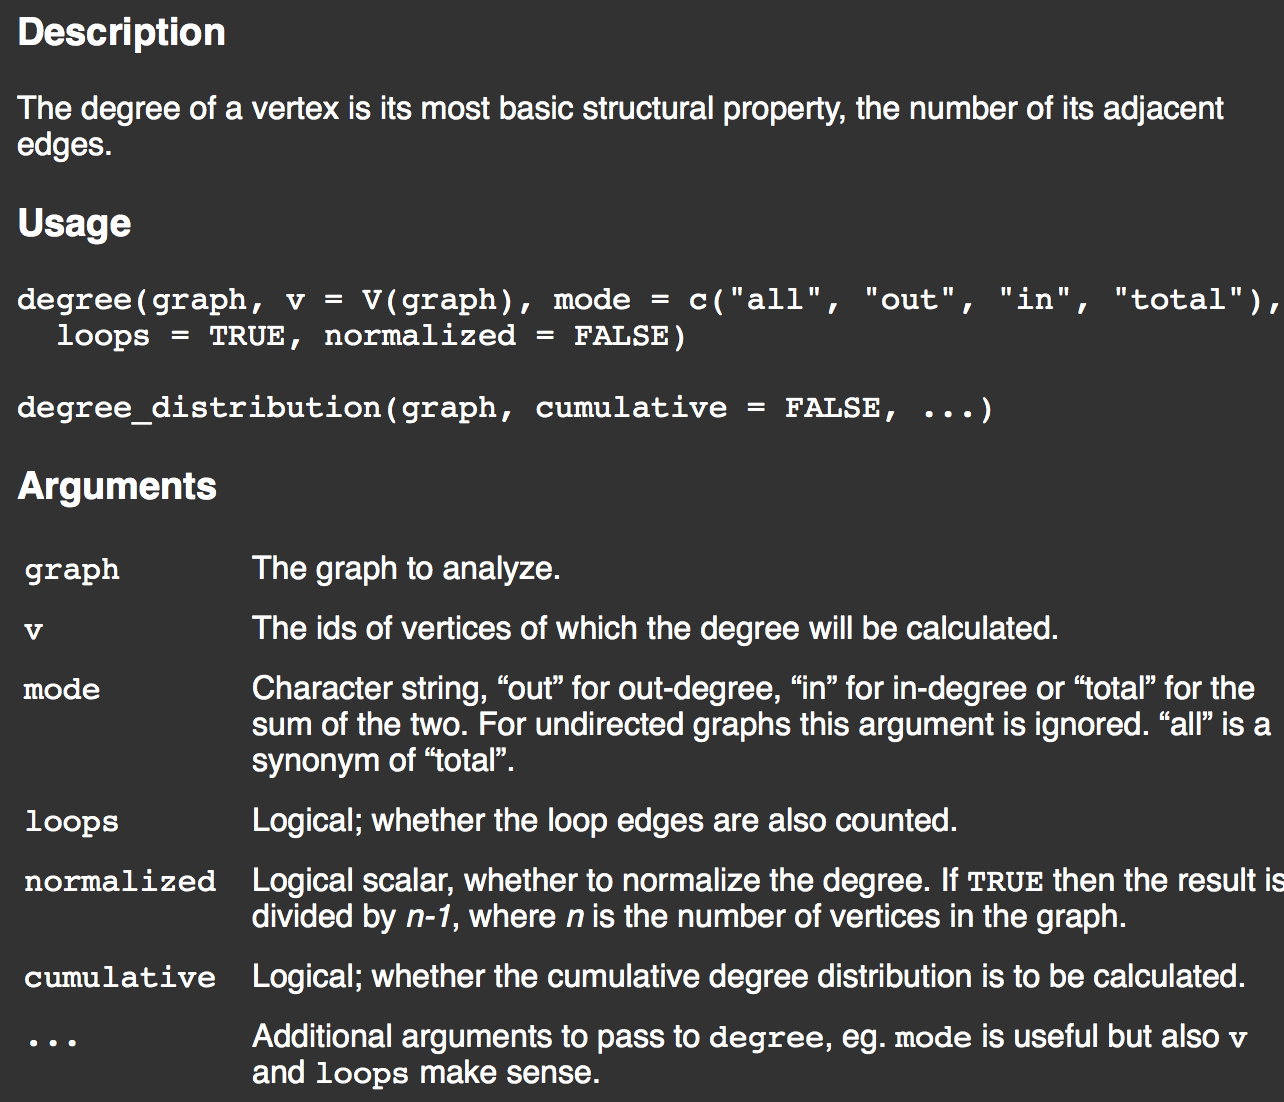 Description
The degree of a vertex is its most basic structural property, the number of its adjacent
edges.
Usage
degree(graph, v = V(graph), mode = c("all", "out", "in", "total"),
  loops = TRUE, normalized = FALSE)
degree_distribution(graph, cumulative = FALSE, ...)
Arguments
graph The graph to analyze.
v The ids of vertices of which the degree will be calculated.
mode Character string, “out” for out-degree, “in” for in-degree or “total” for the
sum of the two. For undirected graphs this argument is ignored. “all” is a
synonym of “total”.
loops Logical; whether the loop edges are also counted.
normalized Logical scalar, whether to normalize the degree. If TRUE then the result is
divided by n-1, where n is the number of vertices in the graph.
cumulative Logical; whether the cumulative degree distribution is to be calculated.
... Additional arguments to pass to degree, eg. mode is useful but also v
and loops make sense.